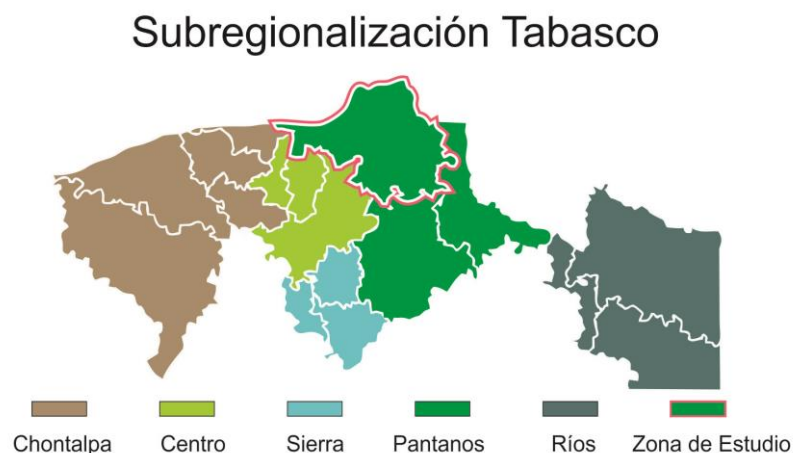 Subregionalización Tabasco
Chontalpa
Centro
Sierra
Pantanos
Ríos
Zona de Estudio